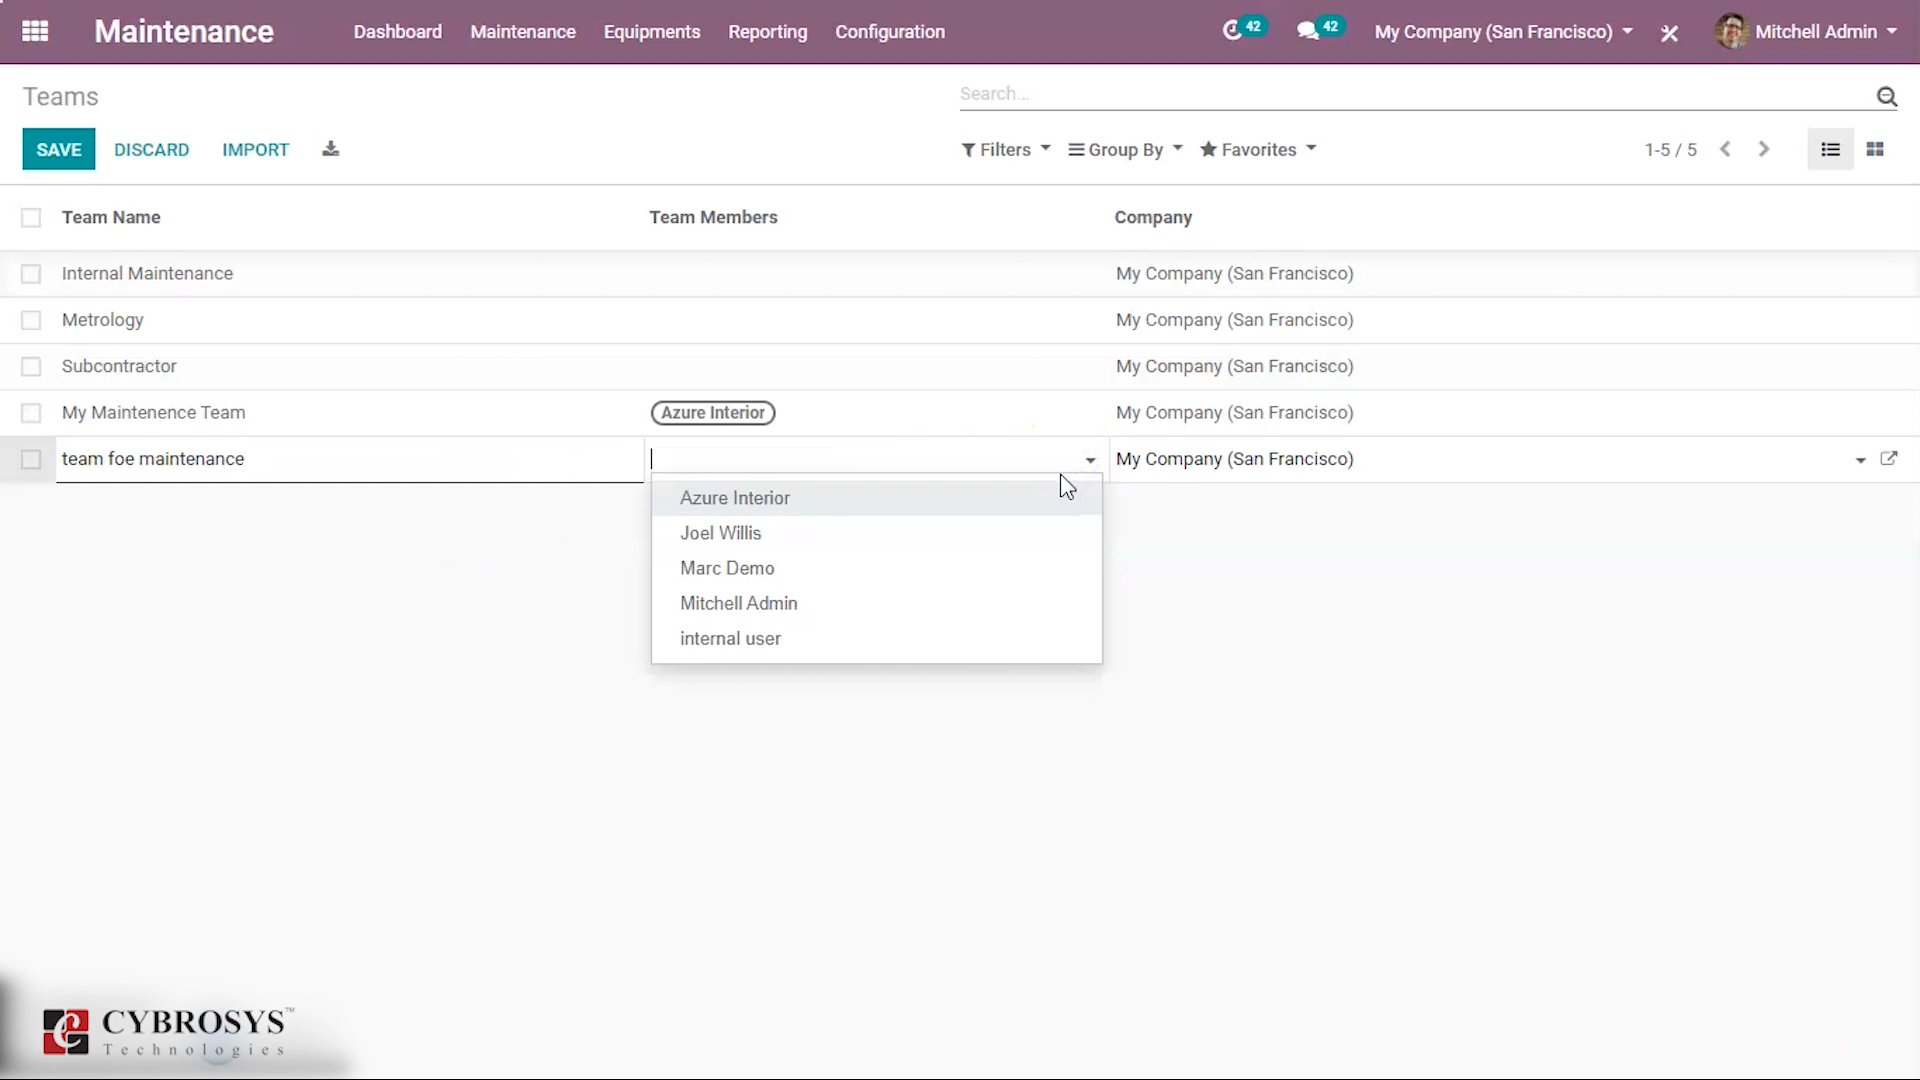 Maintenance Dashboard Maintenance Equipments Reporting Configuration 42 42 My Company (San Francisco) Mitchell Admin
Teams Search...
SAVE DISCARD IMPORT Filters Group By Favorites 1-5 / 5
Team Name Team Members Company
Internal Maintenance My Company (San Francisco)
Metrology My Company (San Francisco)
Subcontractor My Company (San Francisco)
My Maintenence Team Azure Interior My Company (San Francisco)
team foe maintenance My Company (San Francisco)
Azure Interior
Joel Willis
Marc Demo
Mitchell Admin
internal user
CYBROSYS™
Technologies